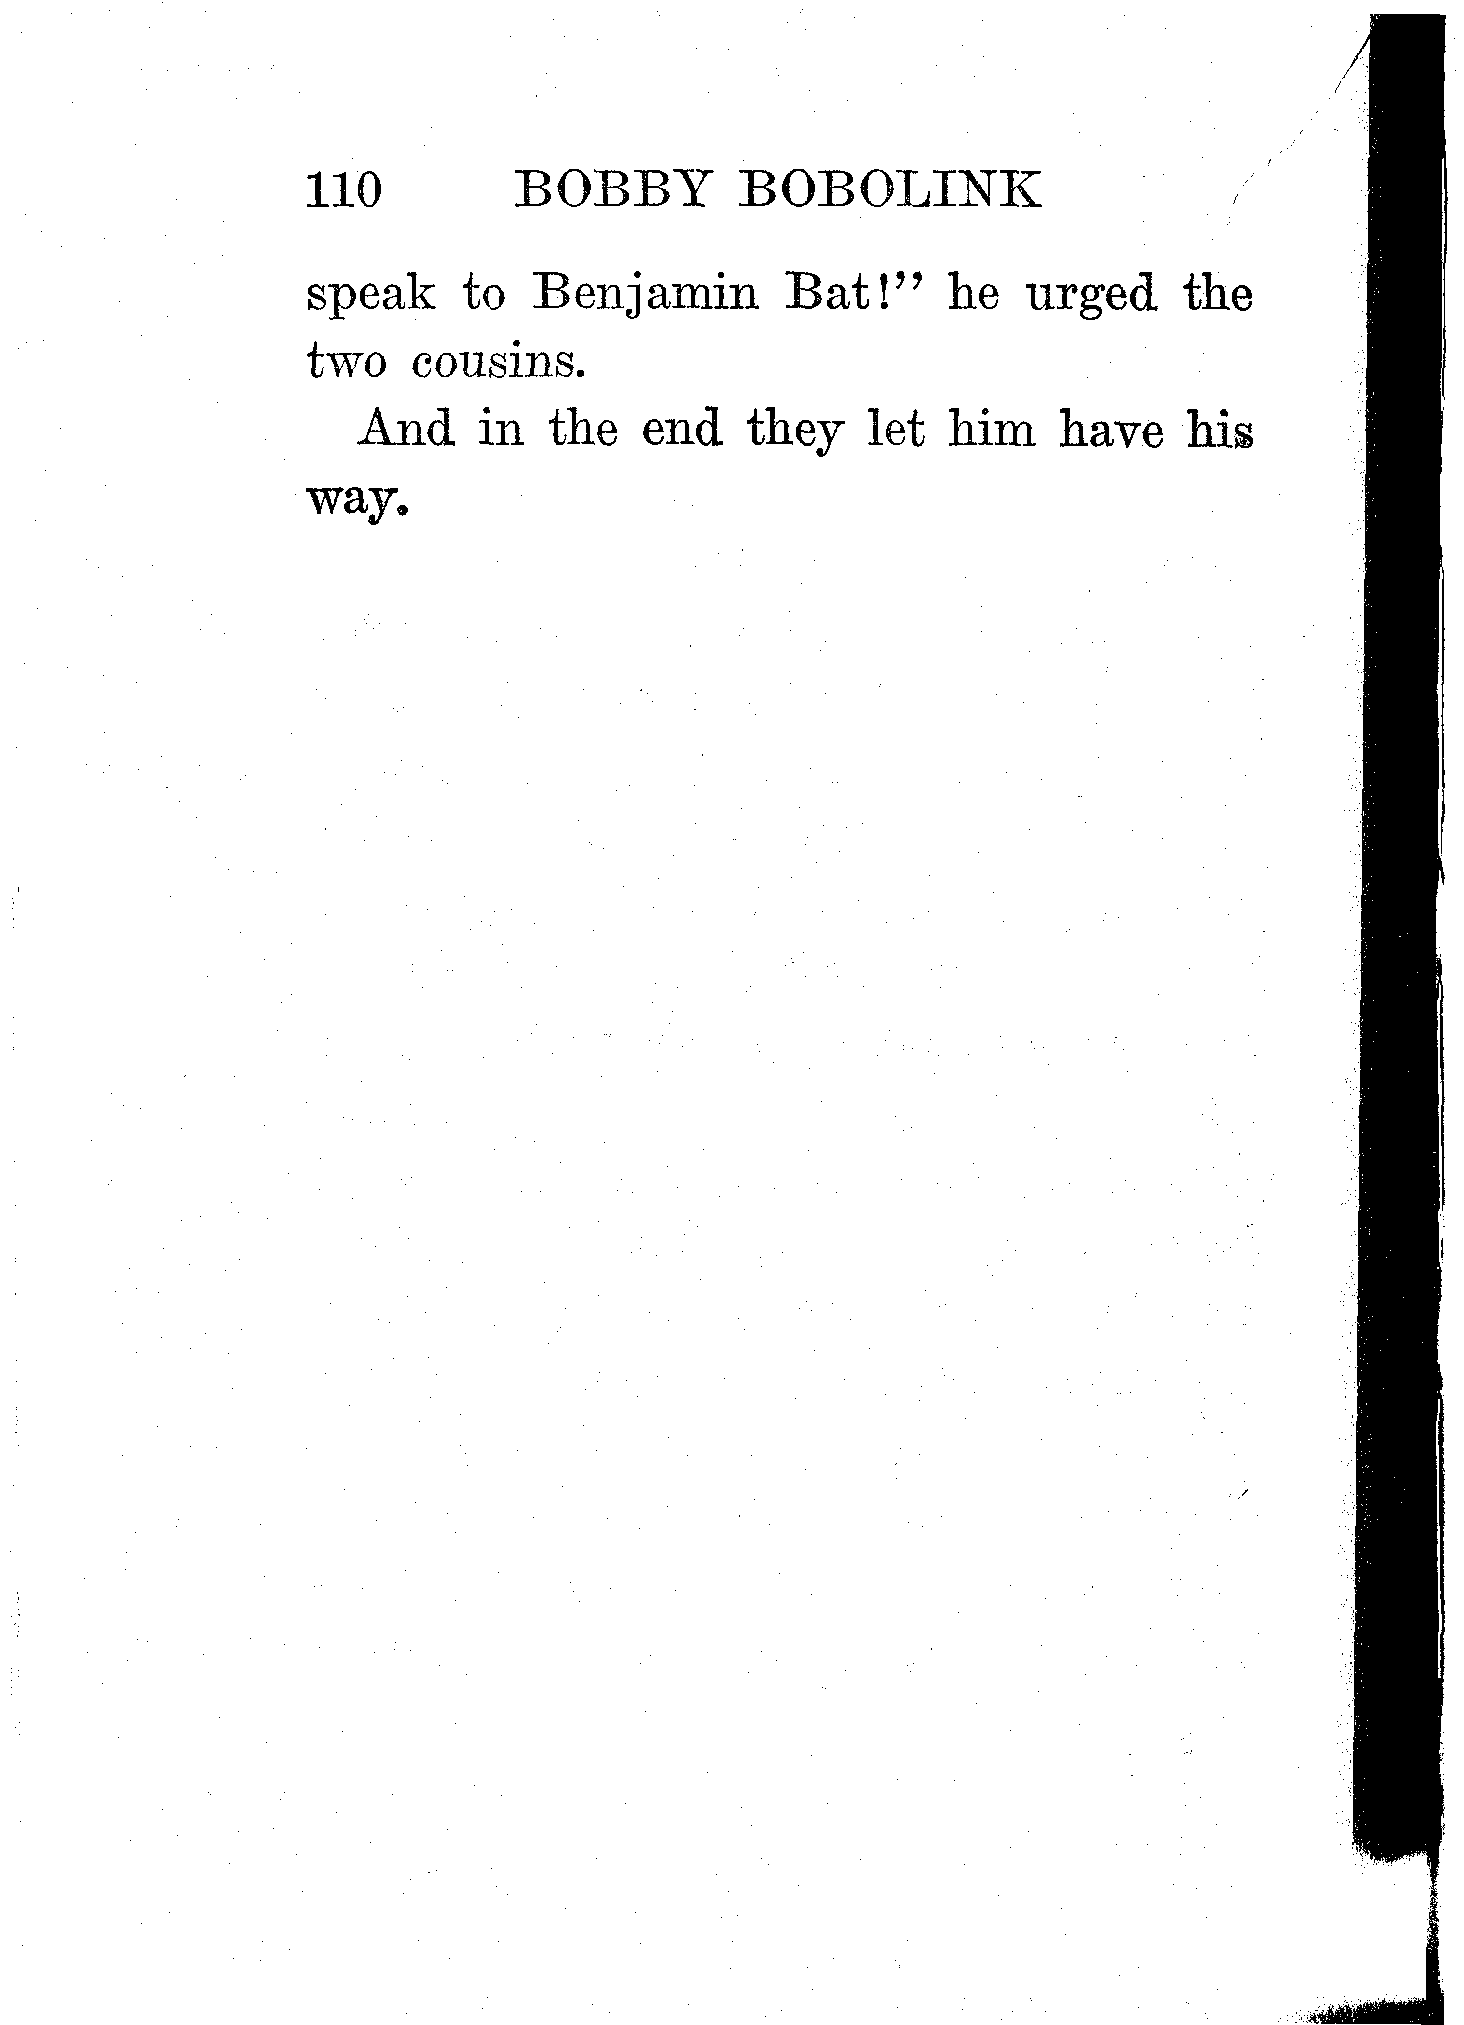 110 BOBBY BOBOLINK
speak to Benjamin Bat!" he urged the
two cousins.
And in the end they let him have his
way.